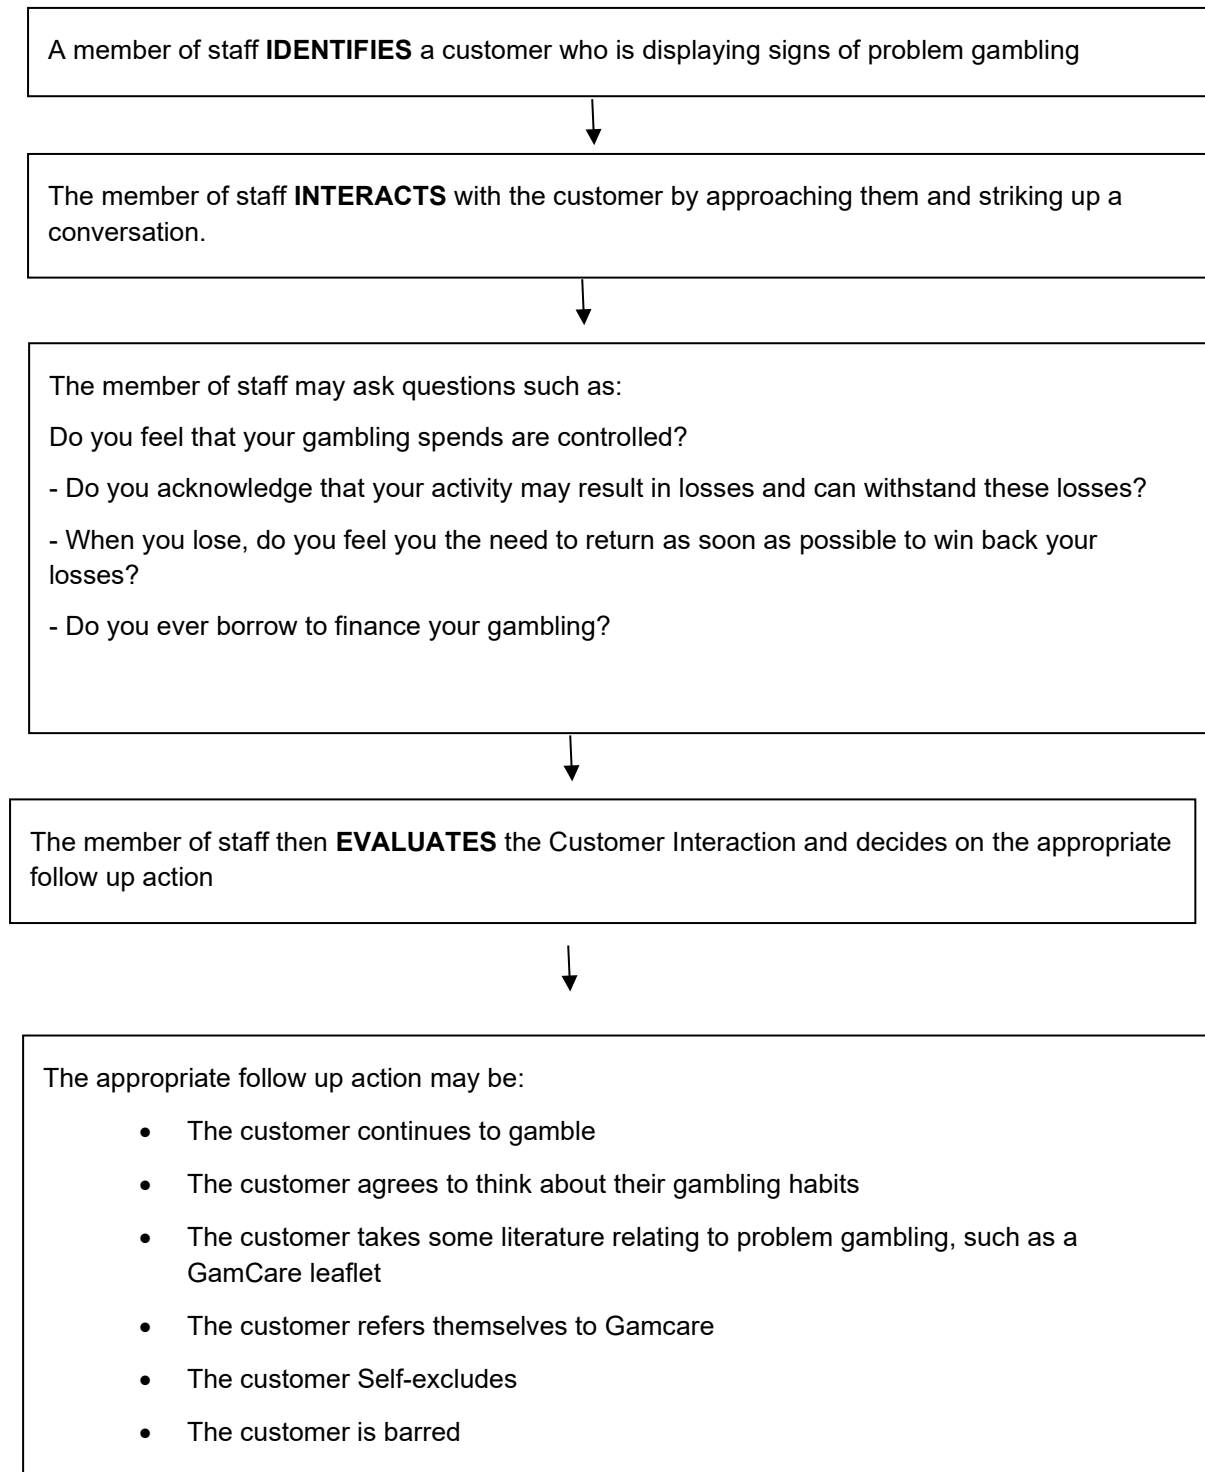 A member of staff IDENTIFIES a customer who is displaying signs of problem gambling
The member of staff INTERACTS with the customer by approaching them and striking up a
conversation.
The member of staff may ask questions such as:
Do you feel that your gambling spends are controlled?
- Do you acknowledge that your activity may result in losses and can withstand these losses?
- When you lose, do you feel you the need to return as soon as possible to win back your
losses?
- Do you ever borrow to finance your gambling?
The member of staff then EVALUATES the Customer Interaction and decides on the appropriate
follow up action
The appropriate follow up action may be:
• The customer continues to gamble
• The customer agrees to think about their gambling habits
• The customer takes some literature relating to problem gambling, such as a
GamCare leaflet
• The customer refers themselves to Gamcare
• The customer Self-excludes
• The customer is barred